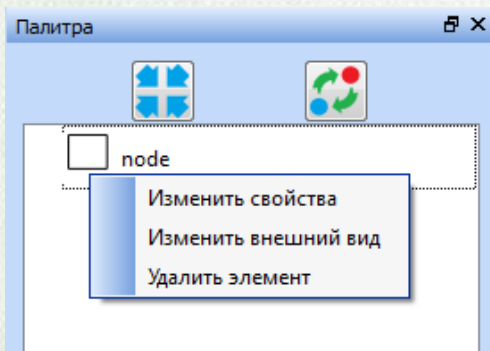 Палитра
node
Изменить свойства
Изменить внешний вид
Удалить элемент